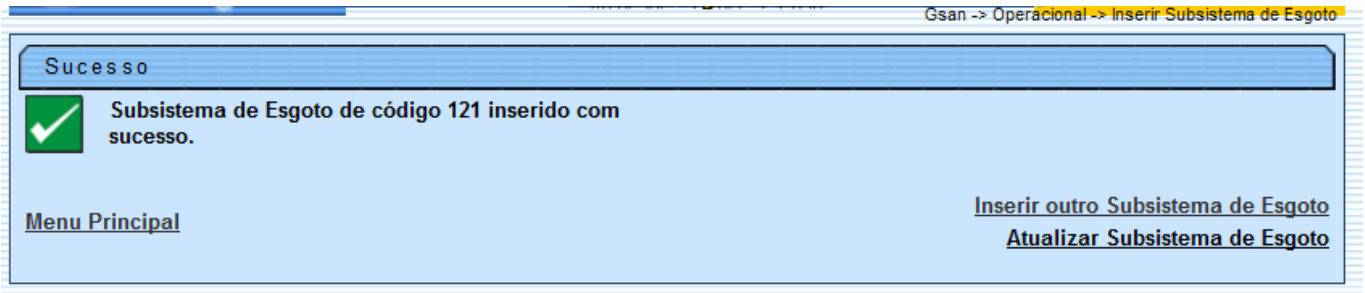 Gsan -> Operacional -> Inserir Subsistema de Esgoto
Sucesso
Subsistema de Esgoto de código 121 inserido com
sucesso.
Menu Principal
Inserir outro Subsistema de Esgoto
Atualizar Subsistema de Esgoto